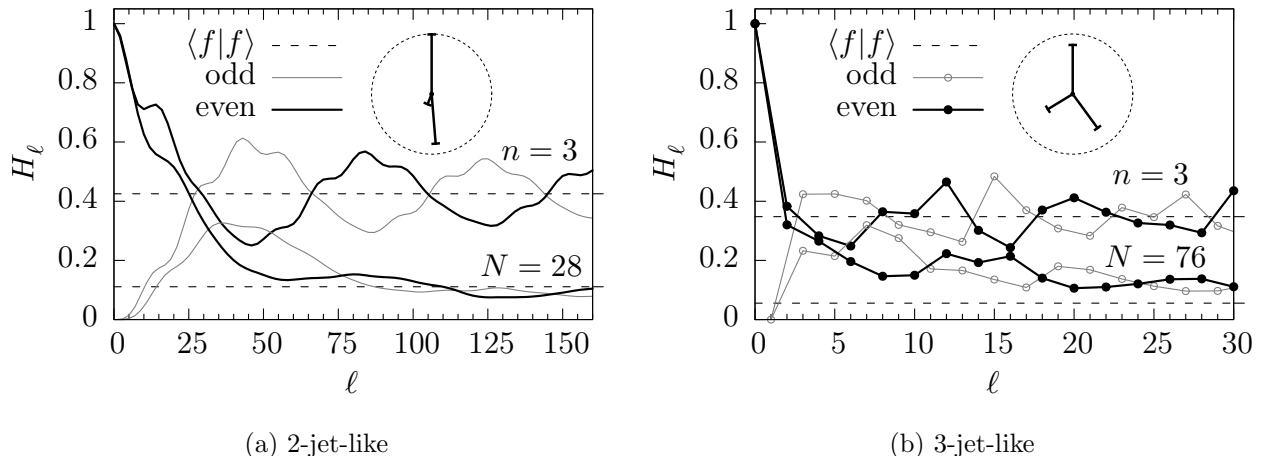 1
0.8
0.6
0.4
0.2
0
H_ℓ
⟨f|f⟩
odd
even
n = 3
N = 28
0 25 50 75 100 125 150
ℓ
(a) 2-jet-like
1
0.8
0.6
0.4
0.2
0
H_ℓ
⟨f|f⟩
odd
even
n = 3
N = 76
0 5 10 15 20 25 30
ℓ
(b) 3-jet-like